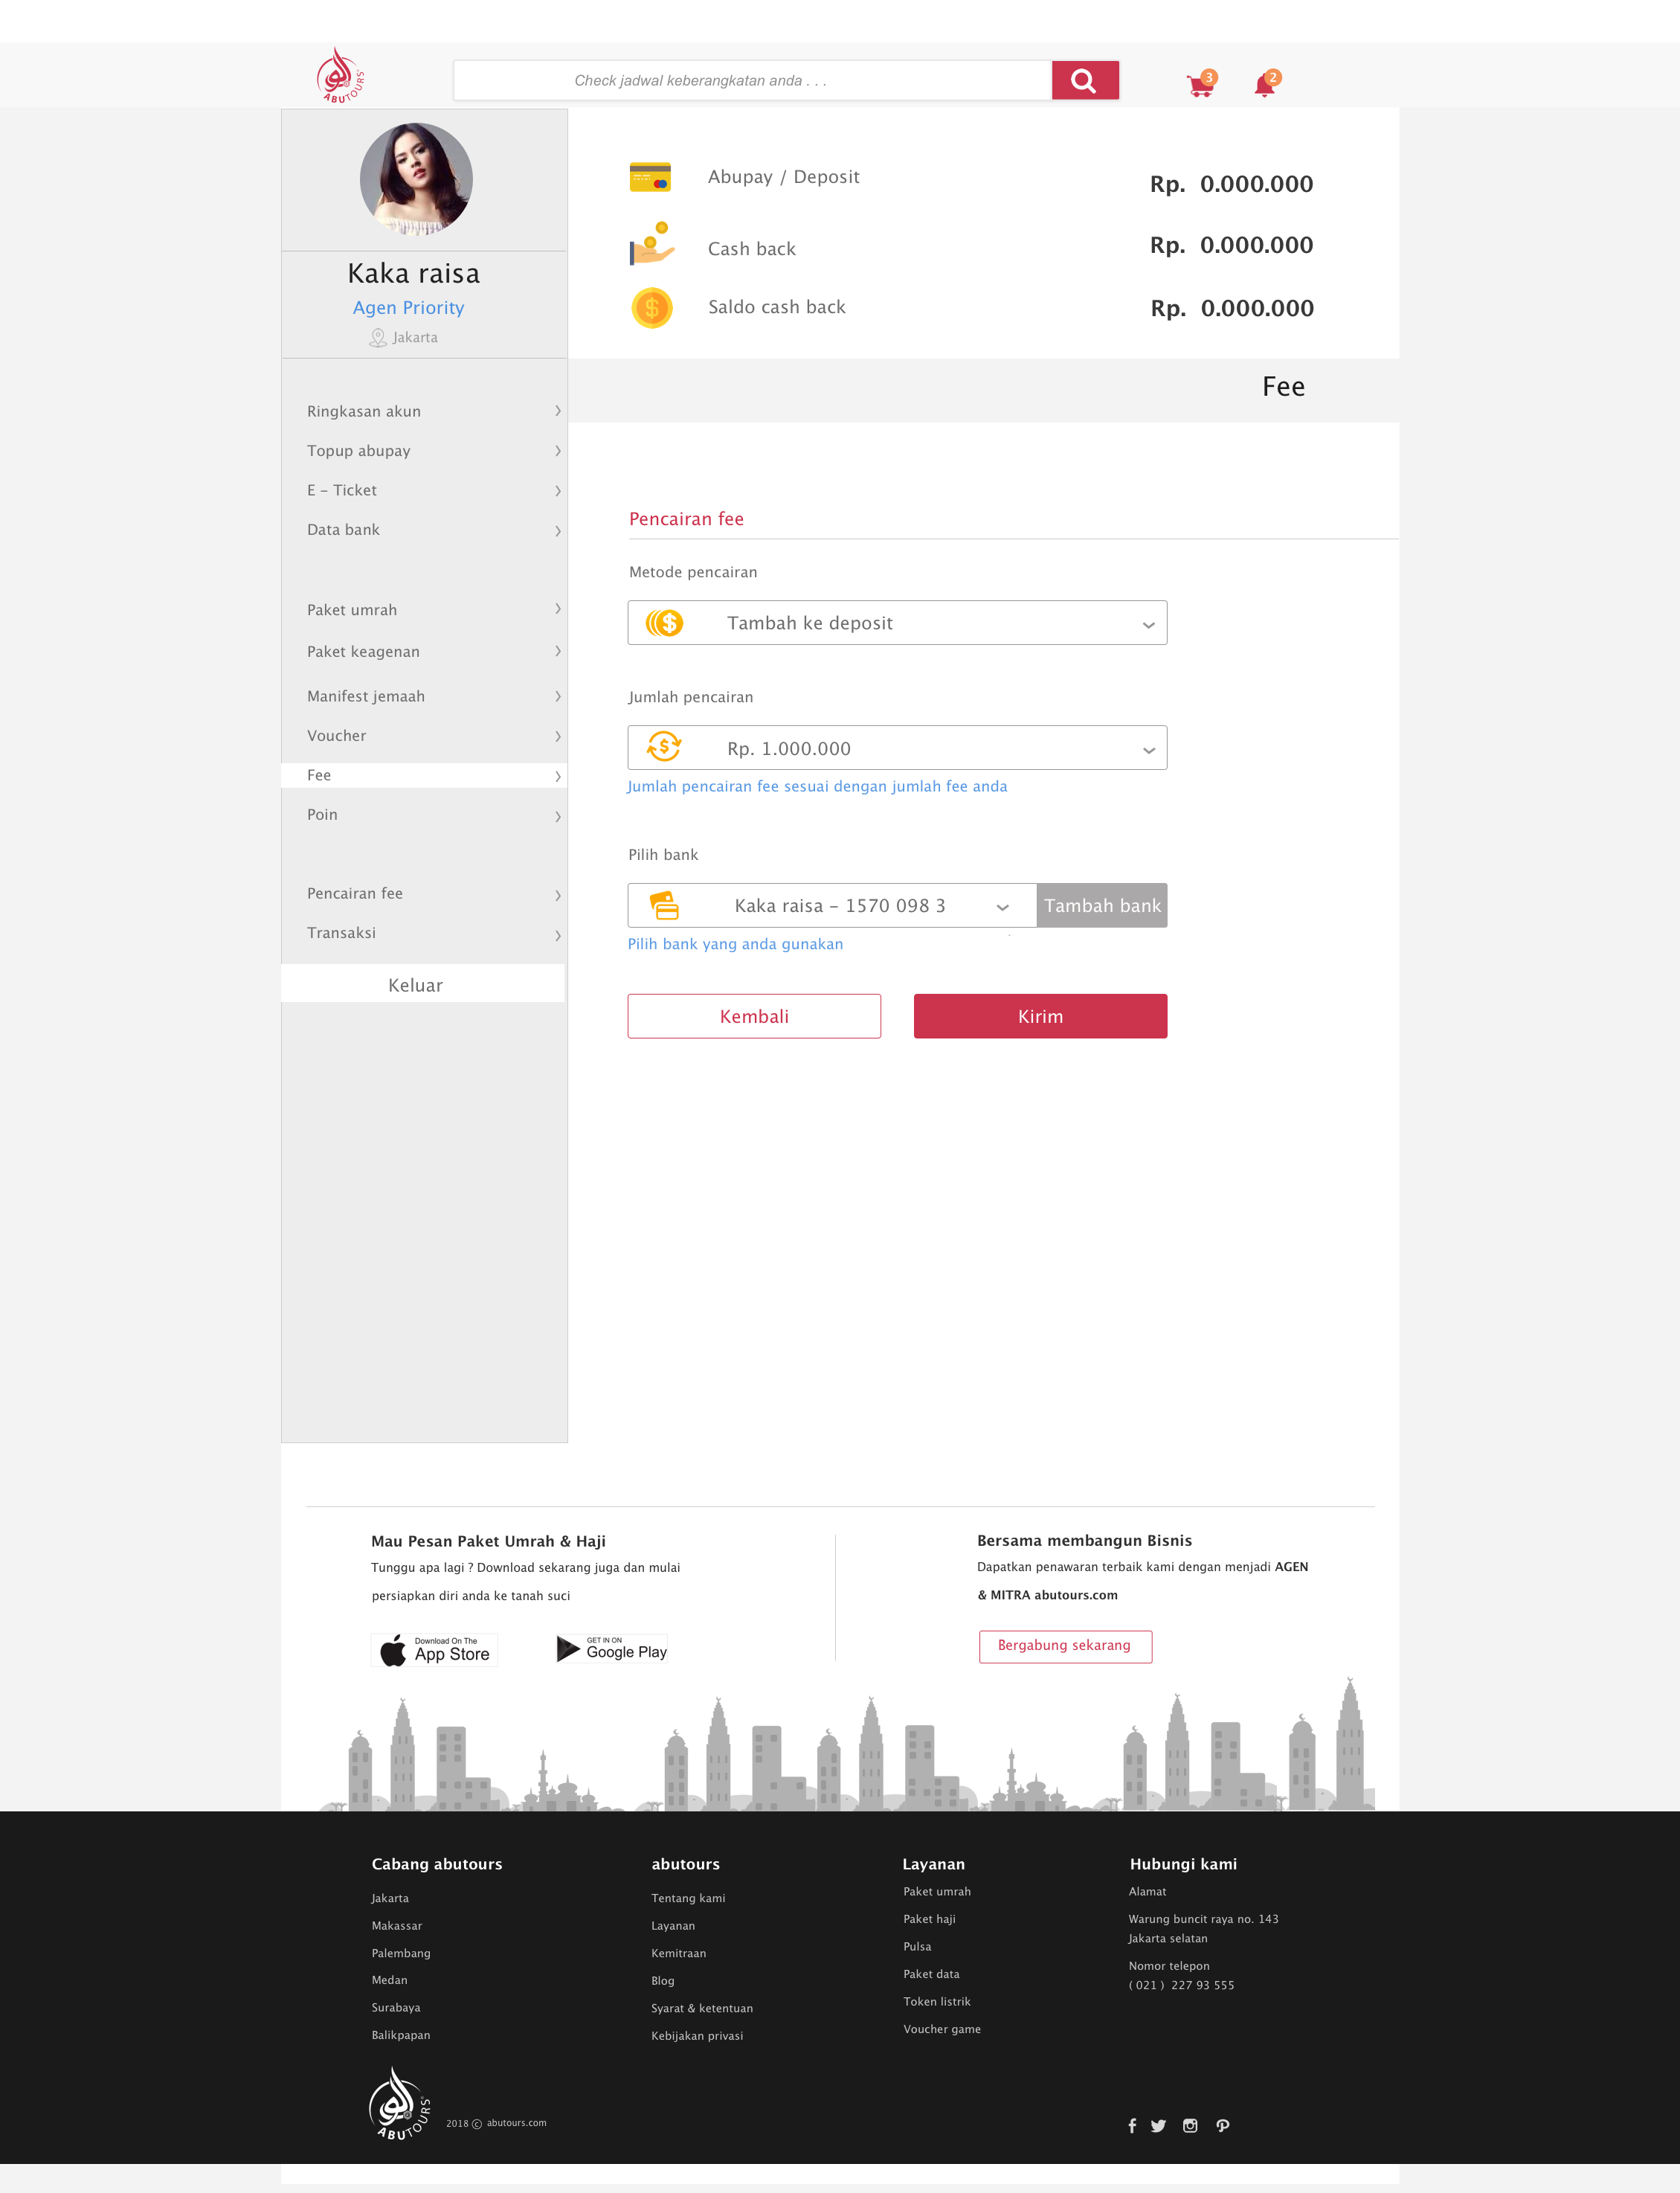 ABUTOURS
Check jadwal keberangkatan anda . . .
3
2
Kaka raisa
Agen Priority
Jakarta
Ringkasan akun
Topup abupay
E – Ticket
Data bank
Paket umrah
Paket keagenan
Manifest jemaah
Voucher
Fee
Poin
Pencairan fee
Transaksi
Keluar
Abupay / Deposit
Rp. 0.000.000
Cash back
Rp. 0.000.000
Saldo cash back
Rp. 0.000.000
Fee
Pencairan fee
Metode pencairan
Tambah ke deposit
Jumlah pencairan
Rp. 1.000.000
Jumlah pencairan fee sesuai dengan jumlah fee anda
Pilih bank
Kaka raisa – 1570 098 3
Tambah bank
Pilih bank yang anda gunakan
Kembali
Kirim
Mau Pesan Paket Umrah & Haji
Tunggu apa lagi ? Download sekarang juga dan mulai
persiapkan diri anda ke tanah suci
Download On The
App Store
GET IN ON
Google Play
Bersama membangun Bisnis
Dapatkan penawaran terbaik kami dengan menjadi AGEN
& MITRA abutours.com
Bergabung sekarang
Cabang abutours
Jakarta
Makassar
Palembang
Medan
Surabaya
Balikpapan
abutours
Tentang kami
Layanan
Kemitraan
Blog
Syarat & ketentuan
Kebijakan privasi
Layanan
Paket umrah
Paket haji
Pulsa
Paket data
Token listrik
Voucher game
Hubungi kami
Alamat
Warung buncit raya no. 143
Jakarta selatan
Nomor telepon
( 021 ) 227 93 555
ABUTOURS
2018 © abutours.com